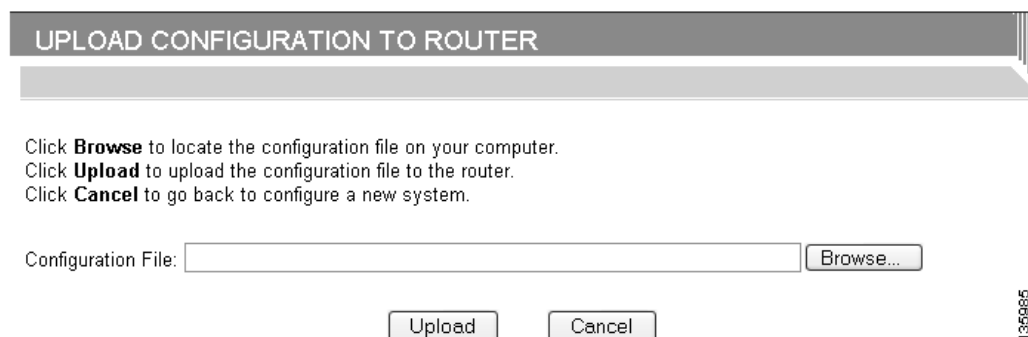 UPLOAD CONFIGURATION TO ROUTER
Click Browse to locate the configuration file on your computer.
Click Upload to upload the configuration file to the router.
Click Cancel to go back to configure a new system.
Configuration File: Browse...
Upload Cancel
135985